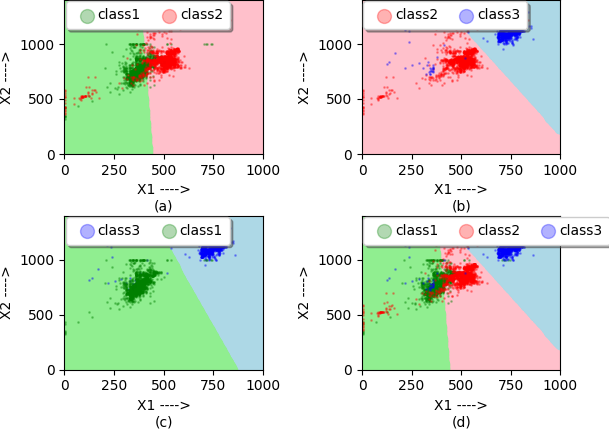 class1 class2
1000
500
0
X2 ---->
0 250 500 750 1000
X1 ---->
(a)
class2 class3
1000
500
0
X2 ---->
0 250 500 750 1000
X1 ---->
(b)
class3 class1
1000
500
0
X2 ---->
0 250 500 750 1000
X1 ---->
(c)
class1 class2 class3
1000
500
0
X2 ---->
0 250 500 750 1000
X1 ---->
(d)